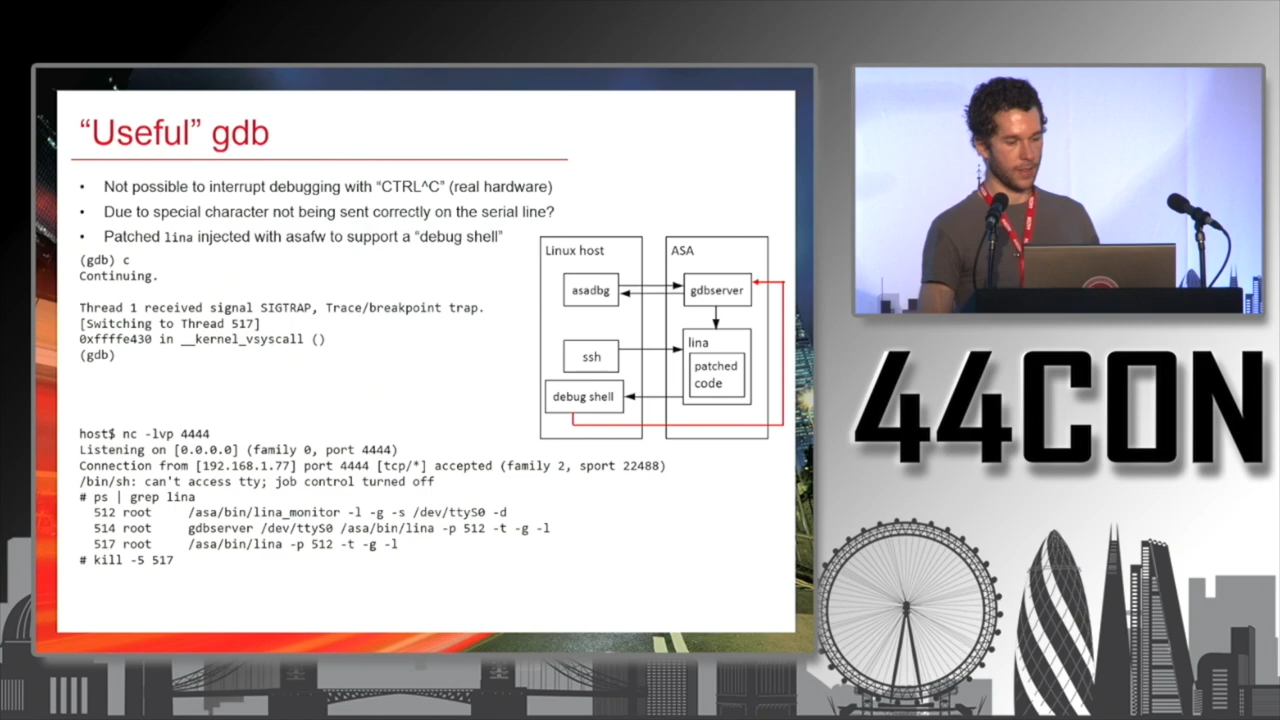 “Useful” gdb
• Not possible to interrupt debugging with “CTRL^C” (real hardware)
• Due to special character not being sent correctly on the serial line?
• Patched lina injected with asafw to support a “debug shell”
(gdb) c
Continuing.
Thread 1 received signal SIGTRAP, Trace/breakpoint trap.
[Switching to Thread 517]
0xffffe430 in __kernel_vsyscall ()
(gdb)
Linux host
ASA
asadbg
gdbserver
ssh
lina
patched
code
debug shell
host$ nc -lvp 4444
Listening on [0.0.0.0] (family 0, port 4444)
Connection from [192.168.1.77] port 4444 [tcp/*] accepted (family 2, sport 22488)
/bin/sh: can't access tty; job control turned off
# ps | grep lina
512 root /asa/bin/lina_monitor -l -g -s /dev/ttyS0 -d
514 root gdbserver /dev/ttyS0 /asa/bin/lina -p 512 -t -g -l
517 root /asa/bin/lina -p 512 -t -g -l
# kill -5 517
44CON